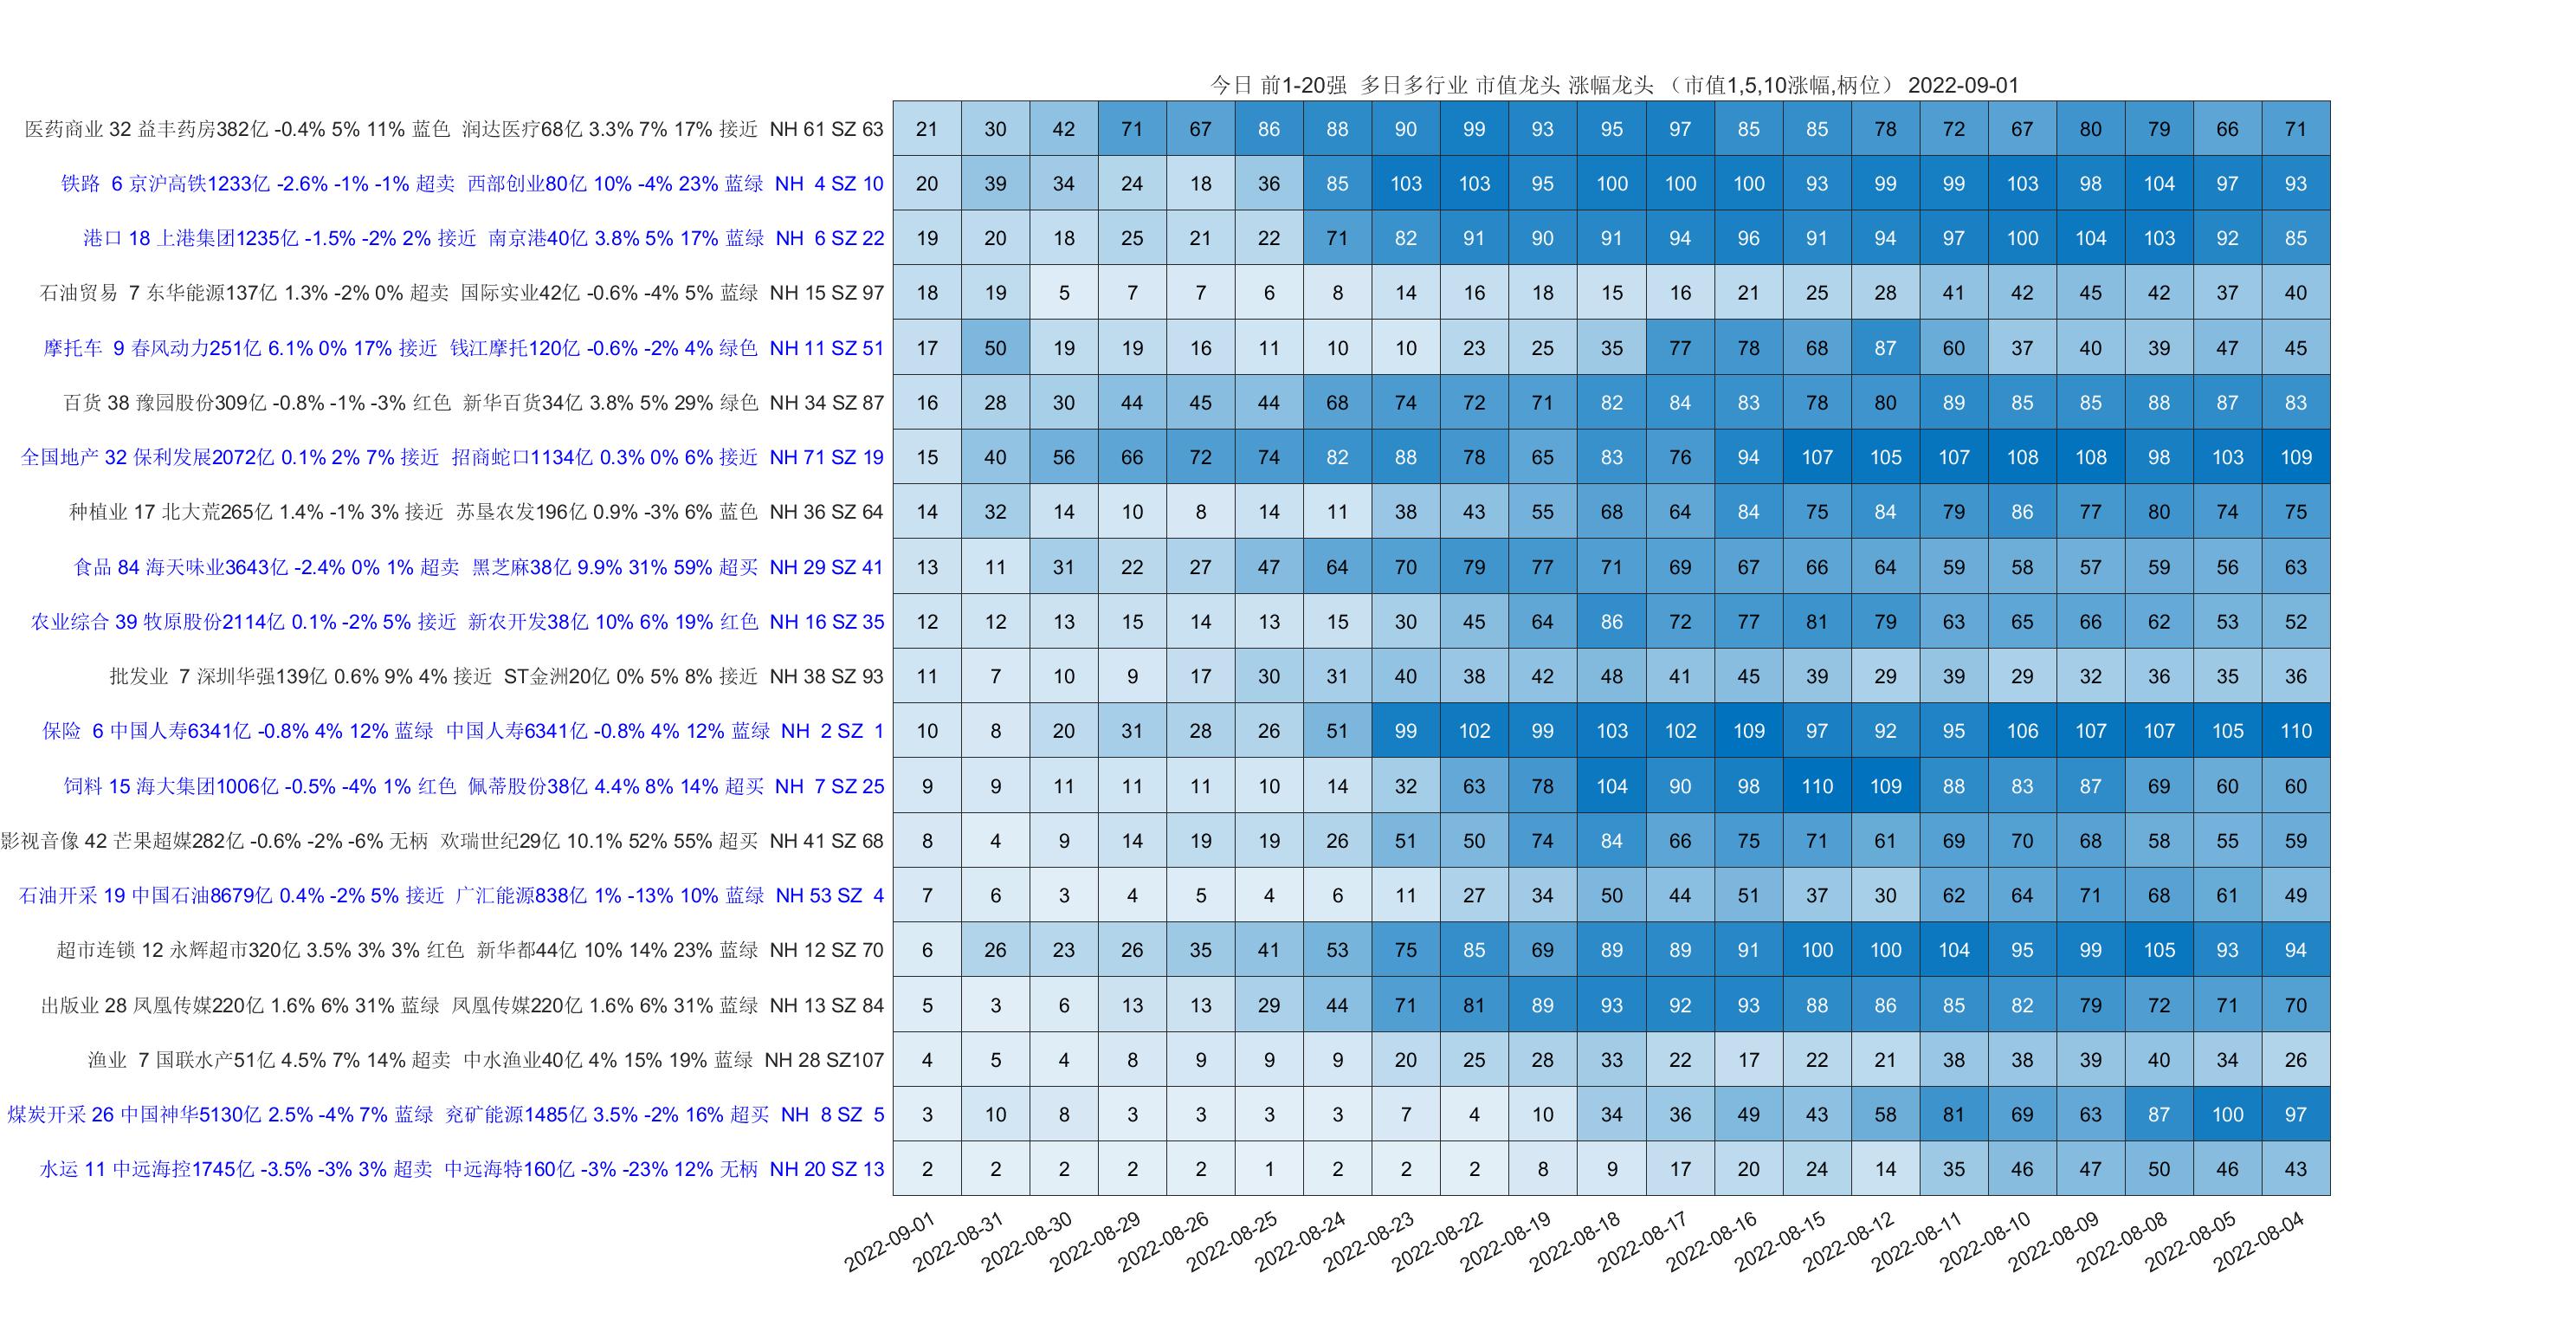 今日 前1-20强 多日多行业 市值龙头 涨幅龙头 （市值1,5,10涨幅,柄位） 2022-09-01
医药商业 32 益丰药房382亿 -0.4% 5% 11% 蓝色 润达医疗68亿 3.3% 7% 17% 接近 NH 61 SZ 63 21 30 42 71 67 86 88 90 99 93 95 97 85 85 78 72 67 80 79 66 71
铁路 6 京沪高铁1233亿 -2.6% -1% -1% 超卖 西部创业80亿 10% -4% 23% 蓝绿 NH 4 SZ 10 20 39 34 24 18 36 85 103 103 95 100 100 100 93 99 99 103 98 104 97 93
港口 18 上港集团1235亿 -1.5% -2% 2% 接近 南京港40亿 3.8% 5% 17% 蓝绿 NH 6 SZ 22 19 20 18 25 21 22 71 82 91 90 91 94 96 91 94 97 100 104 103 92 85
石油贸易 7 东华能源137亿 1.3% -2% 0% 超卖 国际实业42亿 -0.6% -4% 5% 蓝绿 NH 15 SZ 97 18 19 5 7 7 6 8 14 16 18 15 16 21 25 28 41 42 45 42 37 40
摩托车 9 春风动力251亿 6.1% 0% 17% 接近 钱江摩托120亿 -0.6% -2% 4% 绿色 NH 11 SZ 51 17 50 19 19 16 11 10 10 23 25 35 77 78 68 87 60 37 40 39 47 45
百货 38 豫园股份309亿 -0.8% -1% -3% 红色 新华百货34亿 3.8% 5% 29% 绿色 NH 34 SZ 87 16 28 30 44 45 44 68 74 72 71 82 84 83 78 80 89 85 85 88 87 83
全国地产 32 保利发展2072亿 0.1% 2% 7% 接近 招商蛇口1134亿 0.3% 0% 6% 接近 NH 71 SZ 19 15 40 56 66 72 74 82 88 78 65 83 76 94 107 105 107 108 108 98 103 109
种植业 17 北大荒265亿 1.4% -1% 3% 接近 苏垦农发196亿 0.9% -3% 6% 蓝色 NH 36 SZ 64 14 32 14 10 8 14 11 38 43 55 68 64 84 75 84 79 86 77 80 74 75
食品 84 海天味业3643亿 -2.4% 0% 1% 超卖 黑芝麻38亿 9.9% 31% 59% 超买 NH 29 SZ 41 13 11 31 22 27 47 64 70 79 77 71 69 67 66 64 59 58 57 59 56 63
农业综合 39 牧原股份2114亿 0.1% -2% 5% 接近 新农开发38亿 10% 6% 19% 红色 NH 16 SZ 35 12 12 13 15 14 13 15 30 45 64 86 72 77 81 79 63 65 66 62 53 52
批发业 7 深圳华强139亿 0.6% 9% 4% 接近 ST金洲20亿 0% 5% 8% 接近 NH 38 SZ 93 11 7 10 9 17 30 31 40 38 42 48 41 45 39 29 39 29 32 36 35 36
保险 6 中国人寿6341亿 -0.8% 4% 12% 蓝绿 中国人寿6341亿 -0.8% 4% 12% 蓝绿 NH 2 SZ 1 10 8 20 31 28 26 51 99 102 99 103 102 109 97 92 95 106 107 107 105 110
饲料 15 海大集团1006亿 -0.5% -4% 1% 红色 佩蒂股份38亿 4.4% 8% 14% 超买 NH 7 SZ 25 9 9 11 11 11 10 14 32 63 78 104 90 98 110 109 88 83 87 69 60 60
影视音像 42 芒果超媒282亿 -0.6% -2% -6% 无柄 欢瑞世纪29亿 10.1% 52% 55% 超买 NH 41 SZ 68 8 4 9 14 19 19 26 51 50 74 84 66 75 71 61 69 70 68 58 55 59
石油开采 19 中国石油8679亿 0.4% -2% 5% 接近 广汇能源838亿 1% -13% 10% 蓝绿 NH 53 SZ 4 7 6 3 4 5 4 6 11 27 34 50 44 51 37 30 62 64 71 68 61 49
超市连锁 12 永辉超市320亿 3.5% 3% 3% 红色 新华都44亿 10% 14% 23% 蓝绿 NH 12 SZ 70 6 26 23 26 35 41 53 75 85 69 89 89 91 100 100 104 95 99 105 93 94
出版业 28 凤凰传媒220亿 1.6% 6% 31% 蓝绿 凤凰传媒220亿 1.6% 6% 31% 蓝绿 NH 13 SZ 84 5 3 6 13 13 29 44 71 81 89 93 92 93 88 86 85 82 79 72 71 70
渔业 7 国联水产51亿 4.5% 7% 14% 超卖 中水渔业40亿 4% 15% 19% 蓝绿 NH 28 SZ107 4 5 4 8 9 9 9 20 25 28 33 22 17 22 21 38 38 39 40 34 26
煤炭开采 26 中国神华5130亿 2.5% -4% 7% 蓝绿 兖矿能源1485亿 3.5% -2% 16% 超买 NH 8 SZ 5 3 10 8 3 3 3 3 7 4 10 34 36 49 43 58 81 69 63 87 100 97
水运 11 中远海控1745亿 -3.5% -3% 3% 超卖 中远海特160亿 -3% -23% 12% 无柄 NH 20 SZ 13 2 2 2 2 2 1 2 2 2 8 9 17 20 24 14 35 46 47 50 46 43
2022-09-01 2022-08-31 2022-08-30 2022-08-29 2022-08-26 2022-08-25 2022-08-24 2022-08-23 2022-08-22 2022-08-19 2022-08-18 2022-08-17 2022-08-16 2022-08-15 2022-08-12 2022-08-11 2022-08-10 2022-08-09 2022-08-08 2022-08-05 2022-08-04